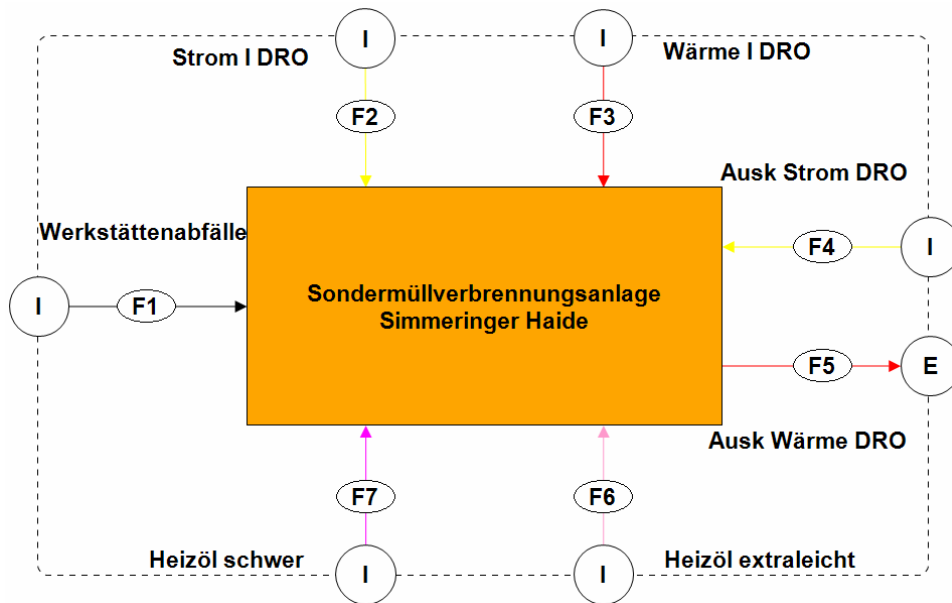 I
I
Strom I DRO
Wärme I DRO
F2
F3
Ausk Strom DRO
Werkstättenabfälle
F4
I
Sondermüllverbrennungsanlage
Simmeringer Haide
I
F1
F5
E
Ausk Wärme DRO
F7
F6
Heizöl schwer
Heizöl extraleicht
I
I